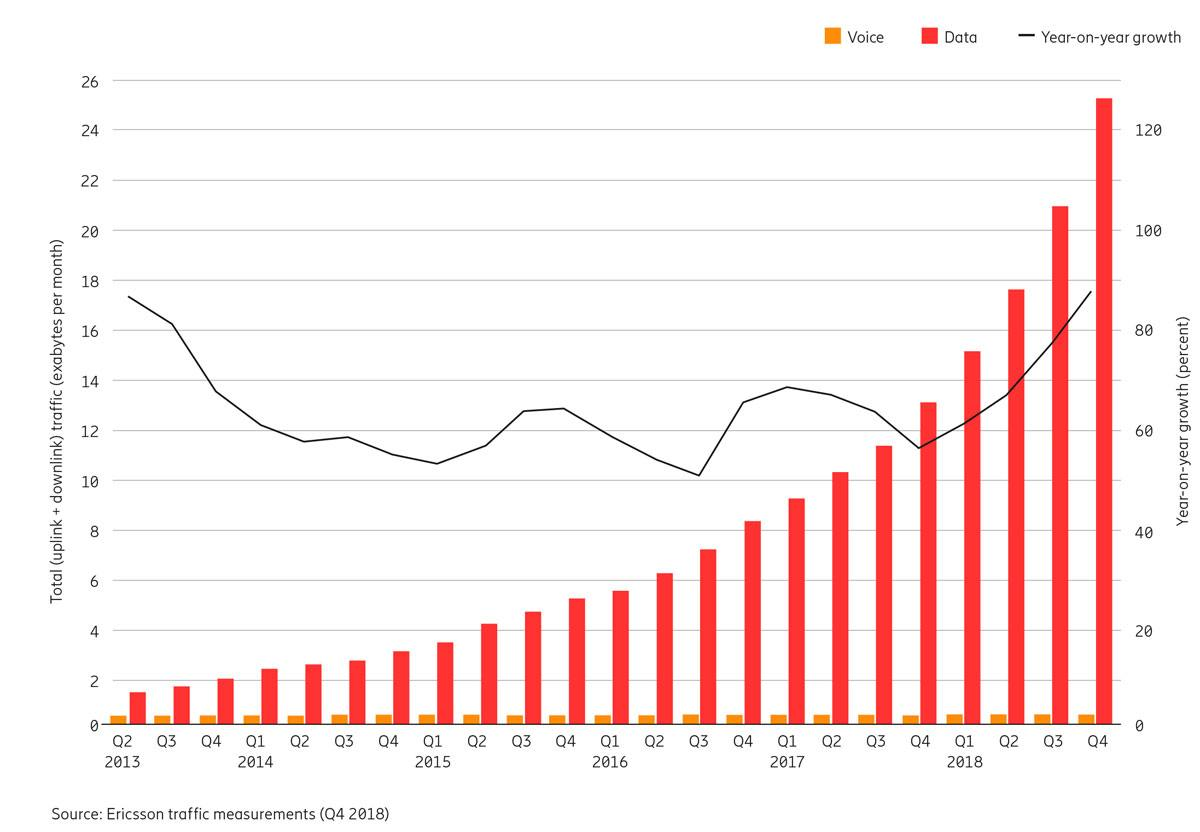 Voice Data Year-on-year growth
26
24 120
22
20 100
18
16 80
14
12 60
10
8 40
6
4 20
2
0 0
Total (uplink + downlink) traffic (exabytes per month)
Year-on-year growth (percent)
Q2 Q3 Q4 Q1 Q2 Q3 Q4 Q1 Q2 Q3 Q4 Q1 Q2 Q3 Q4 Q1 Q2 Q3 Q4 Q1 Q2 Q3 Q4
2013 2014 2015 2016 2017 2018
Source: Ericsson traffic measurements (Q4 2018)